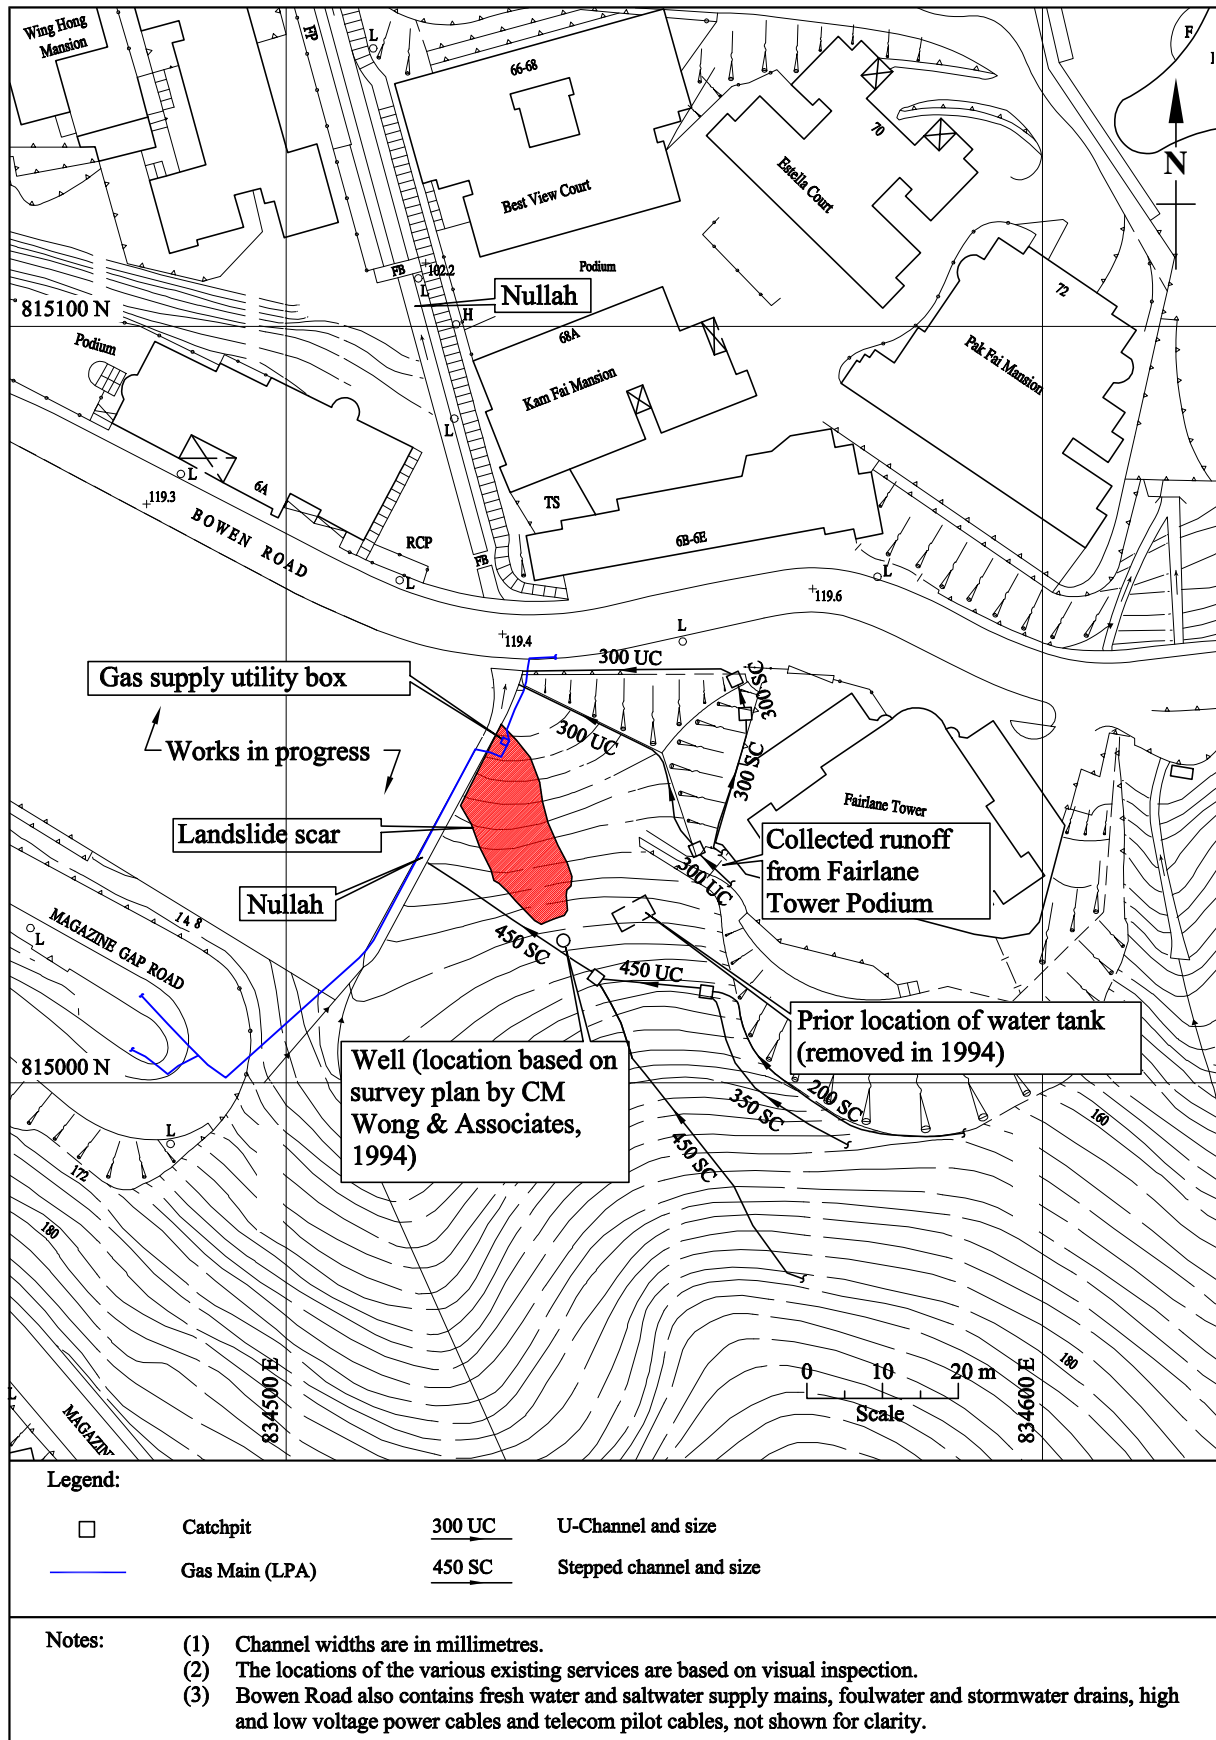 Wing Hong
Mansion
FP
L
66-68
F
70
N
Best View Court
Estella Court
FB
102.2
L
Podium
72
Nullah
815100 N
H
Podium
68A
Pak Fai Mansion
Kam Fai Mansion
L
L
6A
119.3
TS
BOWEN ROAD
RCP
6B-6E
FB
L
L
119.6
119.4
L
300 UC
300 SC
Gas supply utility box
300 UC
Works in progress
300 SC
Fairlane Tower
Landslide scar
Collected runoff
from Fairlane
Tower Podium
300 UC
Nullah
148
MAGAZINE GAP ROAD
L
450 SC
450 UC
Prior location of water tank
(removed in 1994)
Well (location based on
survey plan by CM
Wong & Associates,
1994)
815000 N
200 SC
350 SC
160
L
450 SC
172
180
834500 E
0 10 20 m
Scale
834600 E
180
L
MAGAZIN
Legend:
Catchpit
300 UC
U-Channel and size
Gas Main (LPA)
450 SC
Stepped channel and size
Notes:
(1) Channel widths are in millimetres.
(2) The locations of the various existing services are based on visual inspection.
(3) Bowen Road also contains fresh water and saltwater supply mains, foulwater and stormwater drains, high
and low voltage power cables and telecom pilot cables, not shown for clarity.